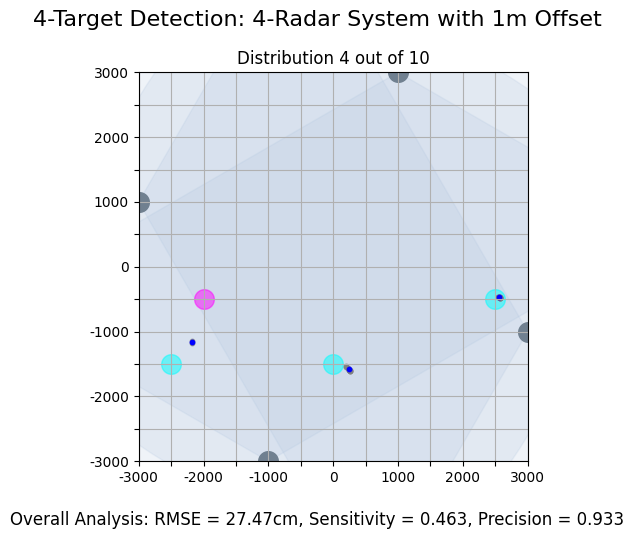 4-Target Detection: 4-Radar System with 1m Offset
Distribution 4 out of 10
3000
2000
1000
0
-1000
-2000
-3000
-3000 -2000 -1000 0 1000 2000 3000
Overall Analysis: RMSE = 27.47cm, Sensitivity = 0.463, Precision = 0.933